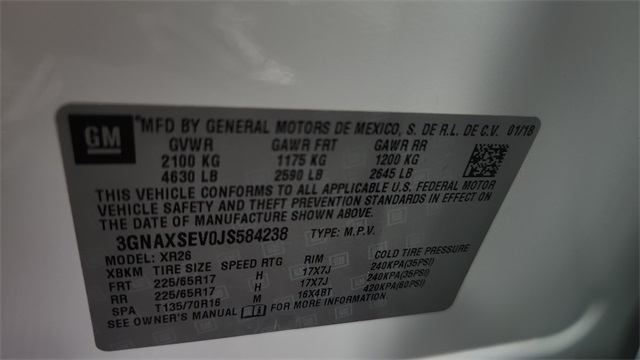 GM *MFD BY GENERAL MOTORS DE MEXICO, S. DE R.L. DE C.V. 01/18
GVWR GAWR FRT GAWR RR
2100 KG 1175 KG 1200 KG
4630 LB 2590 LB 2645 LB
THIS VEHICLE CONFORMS TO ALL APPLICABLE U.S. FEDERAL MOTOR
VEHICLE SAFETY AND THEFT PREVENTION STANDARDS IN EFFECT ON
THE DATE OF MANUFACTURE SHOWN ABOVE.
3GNAXSEV0JS584238 TYPE: M.P.V.
MODEL: XR26
XBKM TIRE SIZE SPEED RTG RIM COLD TIRE PRESSURE
FRT 225/65R17 H 17X7J 240KPA(35PSI)
RR 225/65R17 H 17X7J 240KPA(35PSI)
SPA T135/70R16 M 16X4BT 420KPA(60PSI)
SEE OWNER'S MANUAL FOR MORE INFORMATION